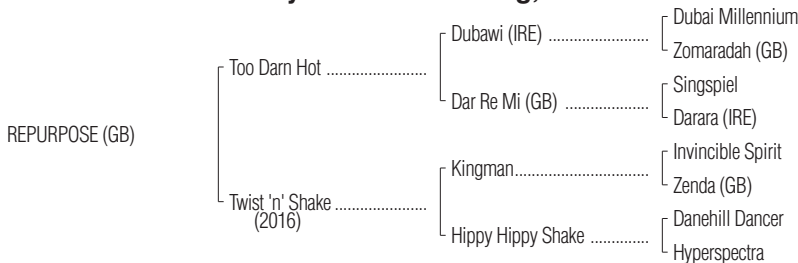 Dubai Millennium
Dubawi (IRE) ....................
Zomaradah (GB)
Too Darn Hot ........................
Singspiel
Dar Re Mi (GB) .................
Darara (IRE)
REPURPOSE (GB)
Invincible Spirit
Kingman...........................
Zenda (GB)
Twist 'n' Shake ......................
(2016)
Danehill Dancer
Hippy Hippy Shake ..............
Hyperspectra